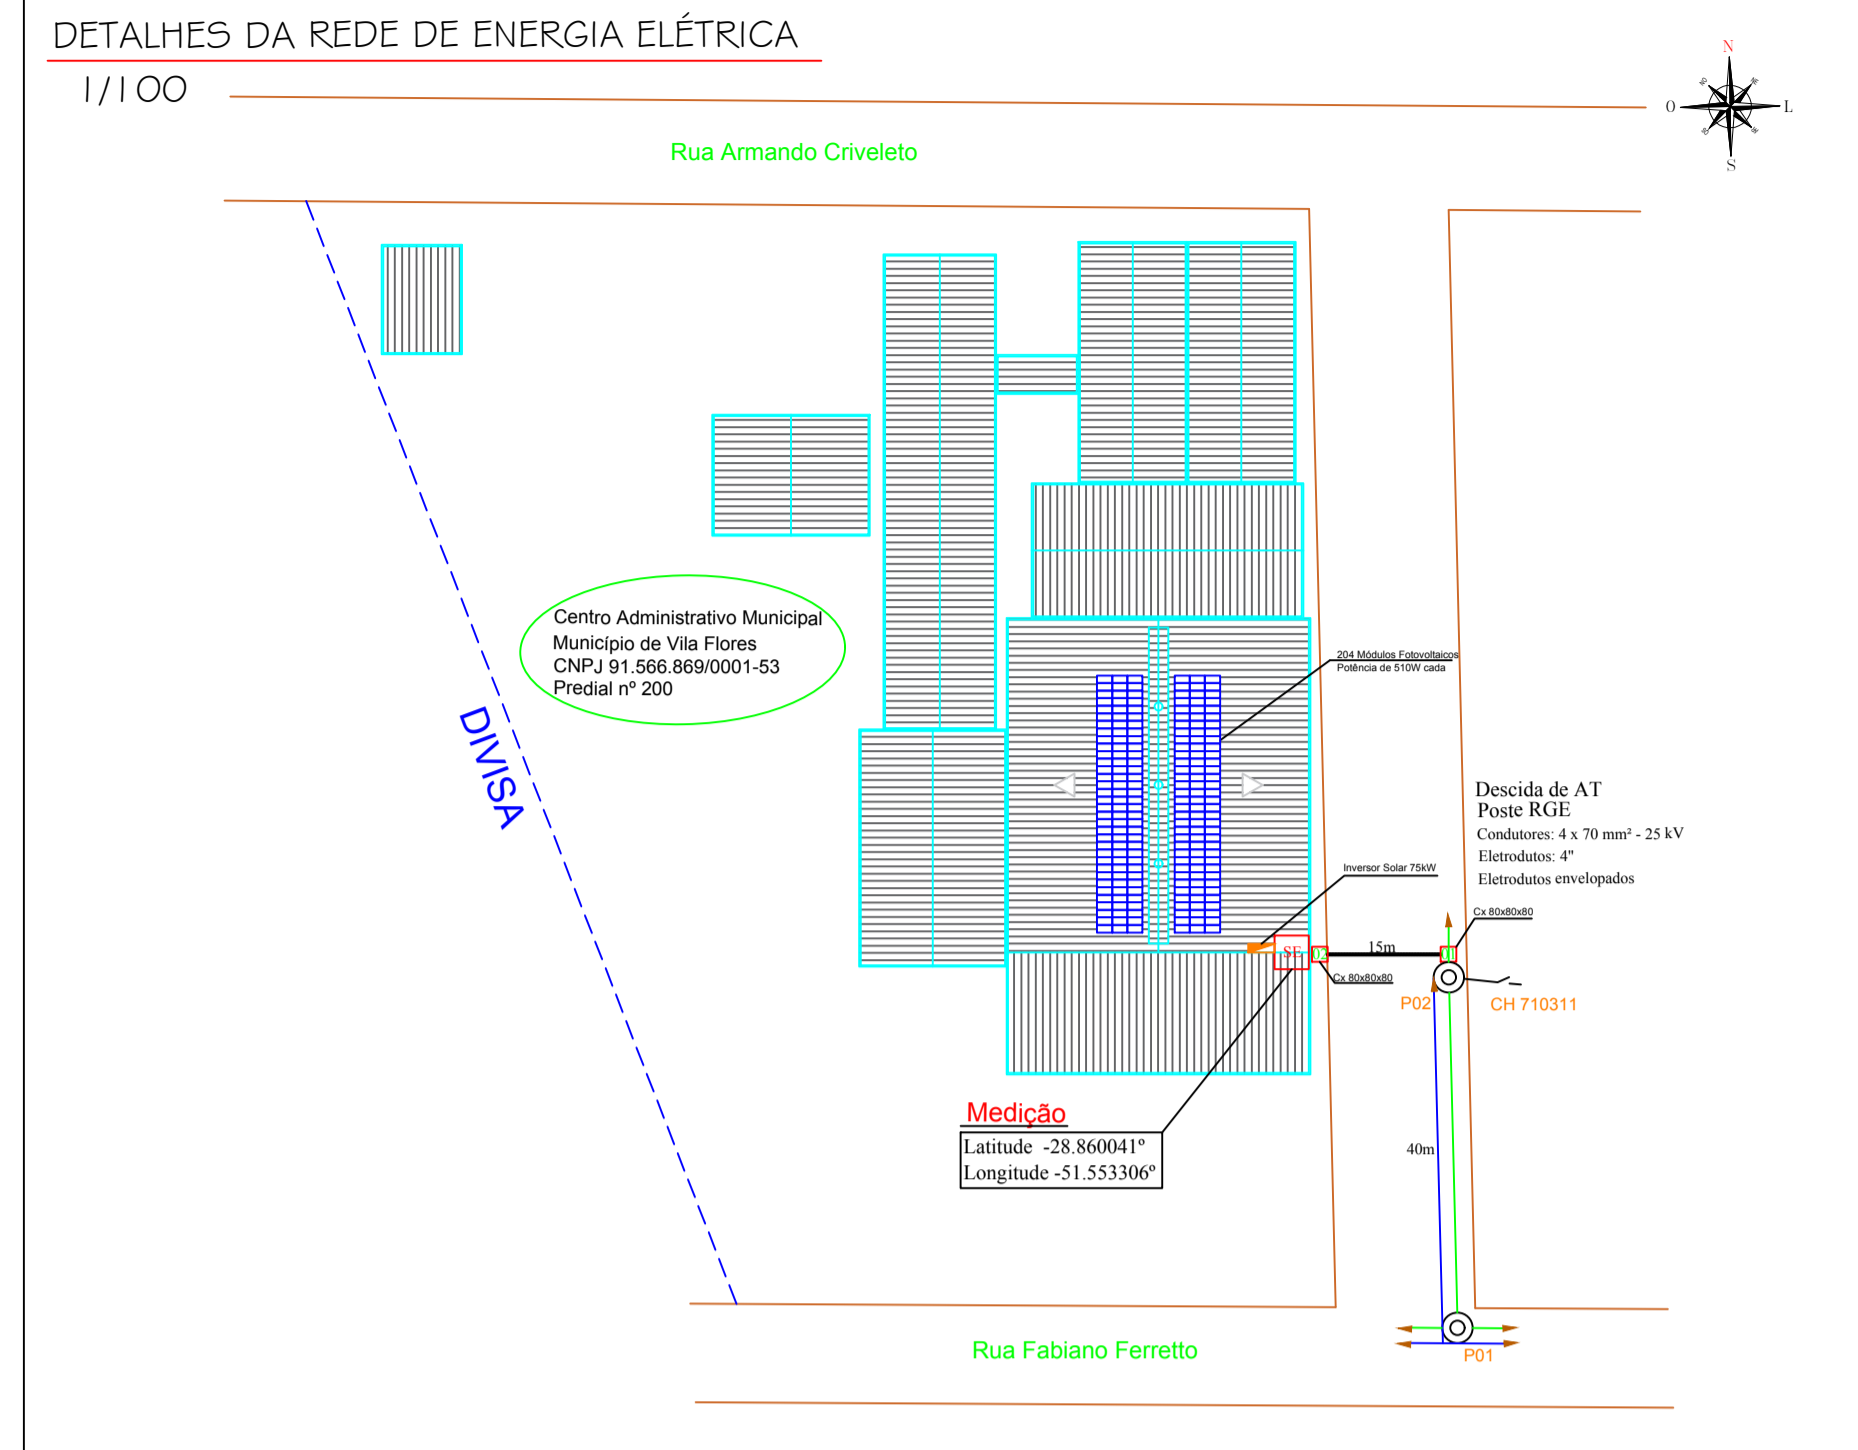 DETALHES DA REDE DE ENERGIA ELÉTRICA
1/100
N
O
L
S
Rua Armando Criveleto
Centro Administrativo Municipal
Município de Vila Flores
CNPJ 91.566.869/0001-53
Predial nº 200
DIVISA
204 Módulos Fotovoltaicos
Potência de 510W cada
Descida de AT
Poste RGE
Condutores: 4 x 70 mm² - 25 kV
Eletrodutos: 4"
Eletrodutos envelopados
Inversor Solar 75kW
Cx 80x80x80
SE
02
15m
01
Cx 80x80x80
P02
CH 710311
Medição
Latitude -28.860041º
Longitude -51.553306º
40m
Rua Fabiano Ferretto
P01